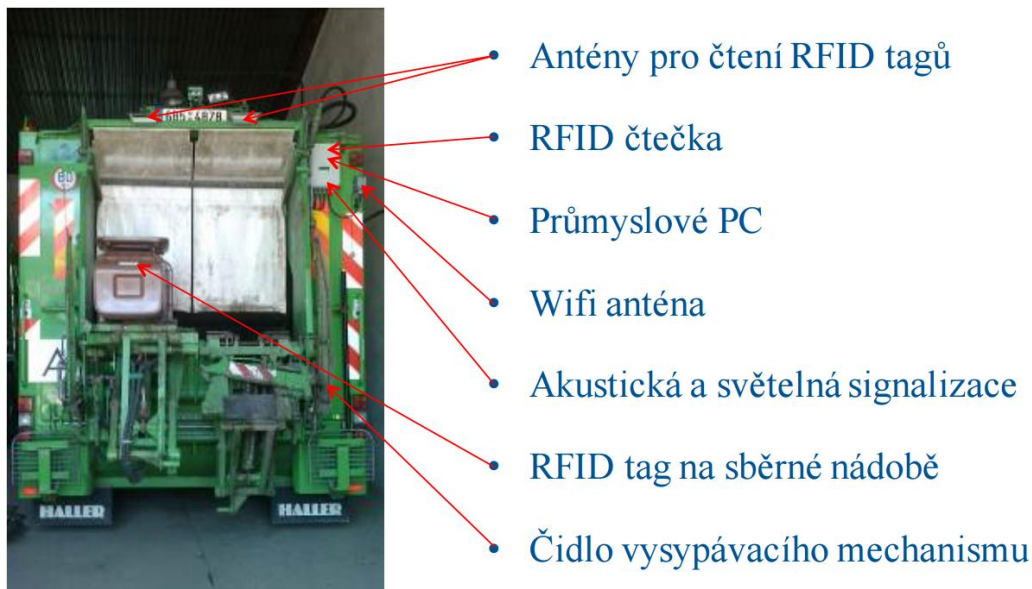 Antény pro čtení RFID tagů
RFID čtečka
Průmyslové PC
Wifi anténa
Akustická a světelná signalizace
RFID tag na sběrné nádobě
Čidlo vysypávacího mechanismu
HALLER
HALLER